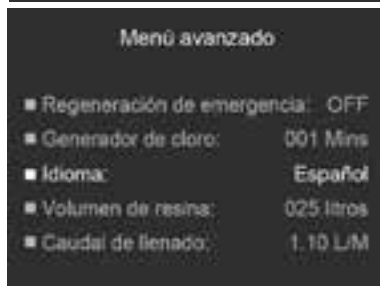 Menú avanzado
Regeneración de emergencia: OFF
Generador de cloro: 001 Mins
Idioma: Español
Volumen de resina: 025 litros
Caudal de llenado: 1.10 L/M